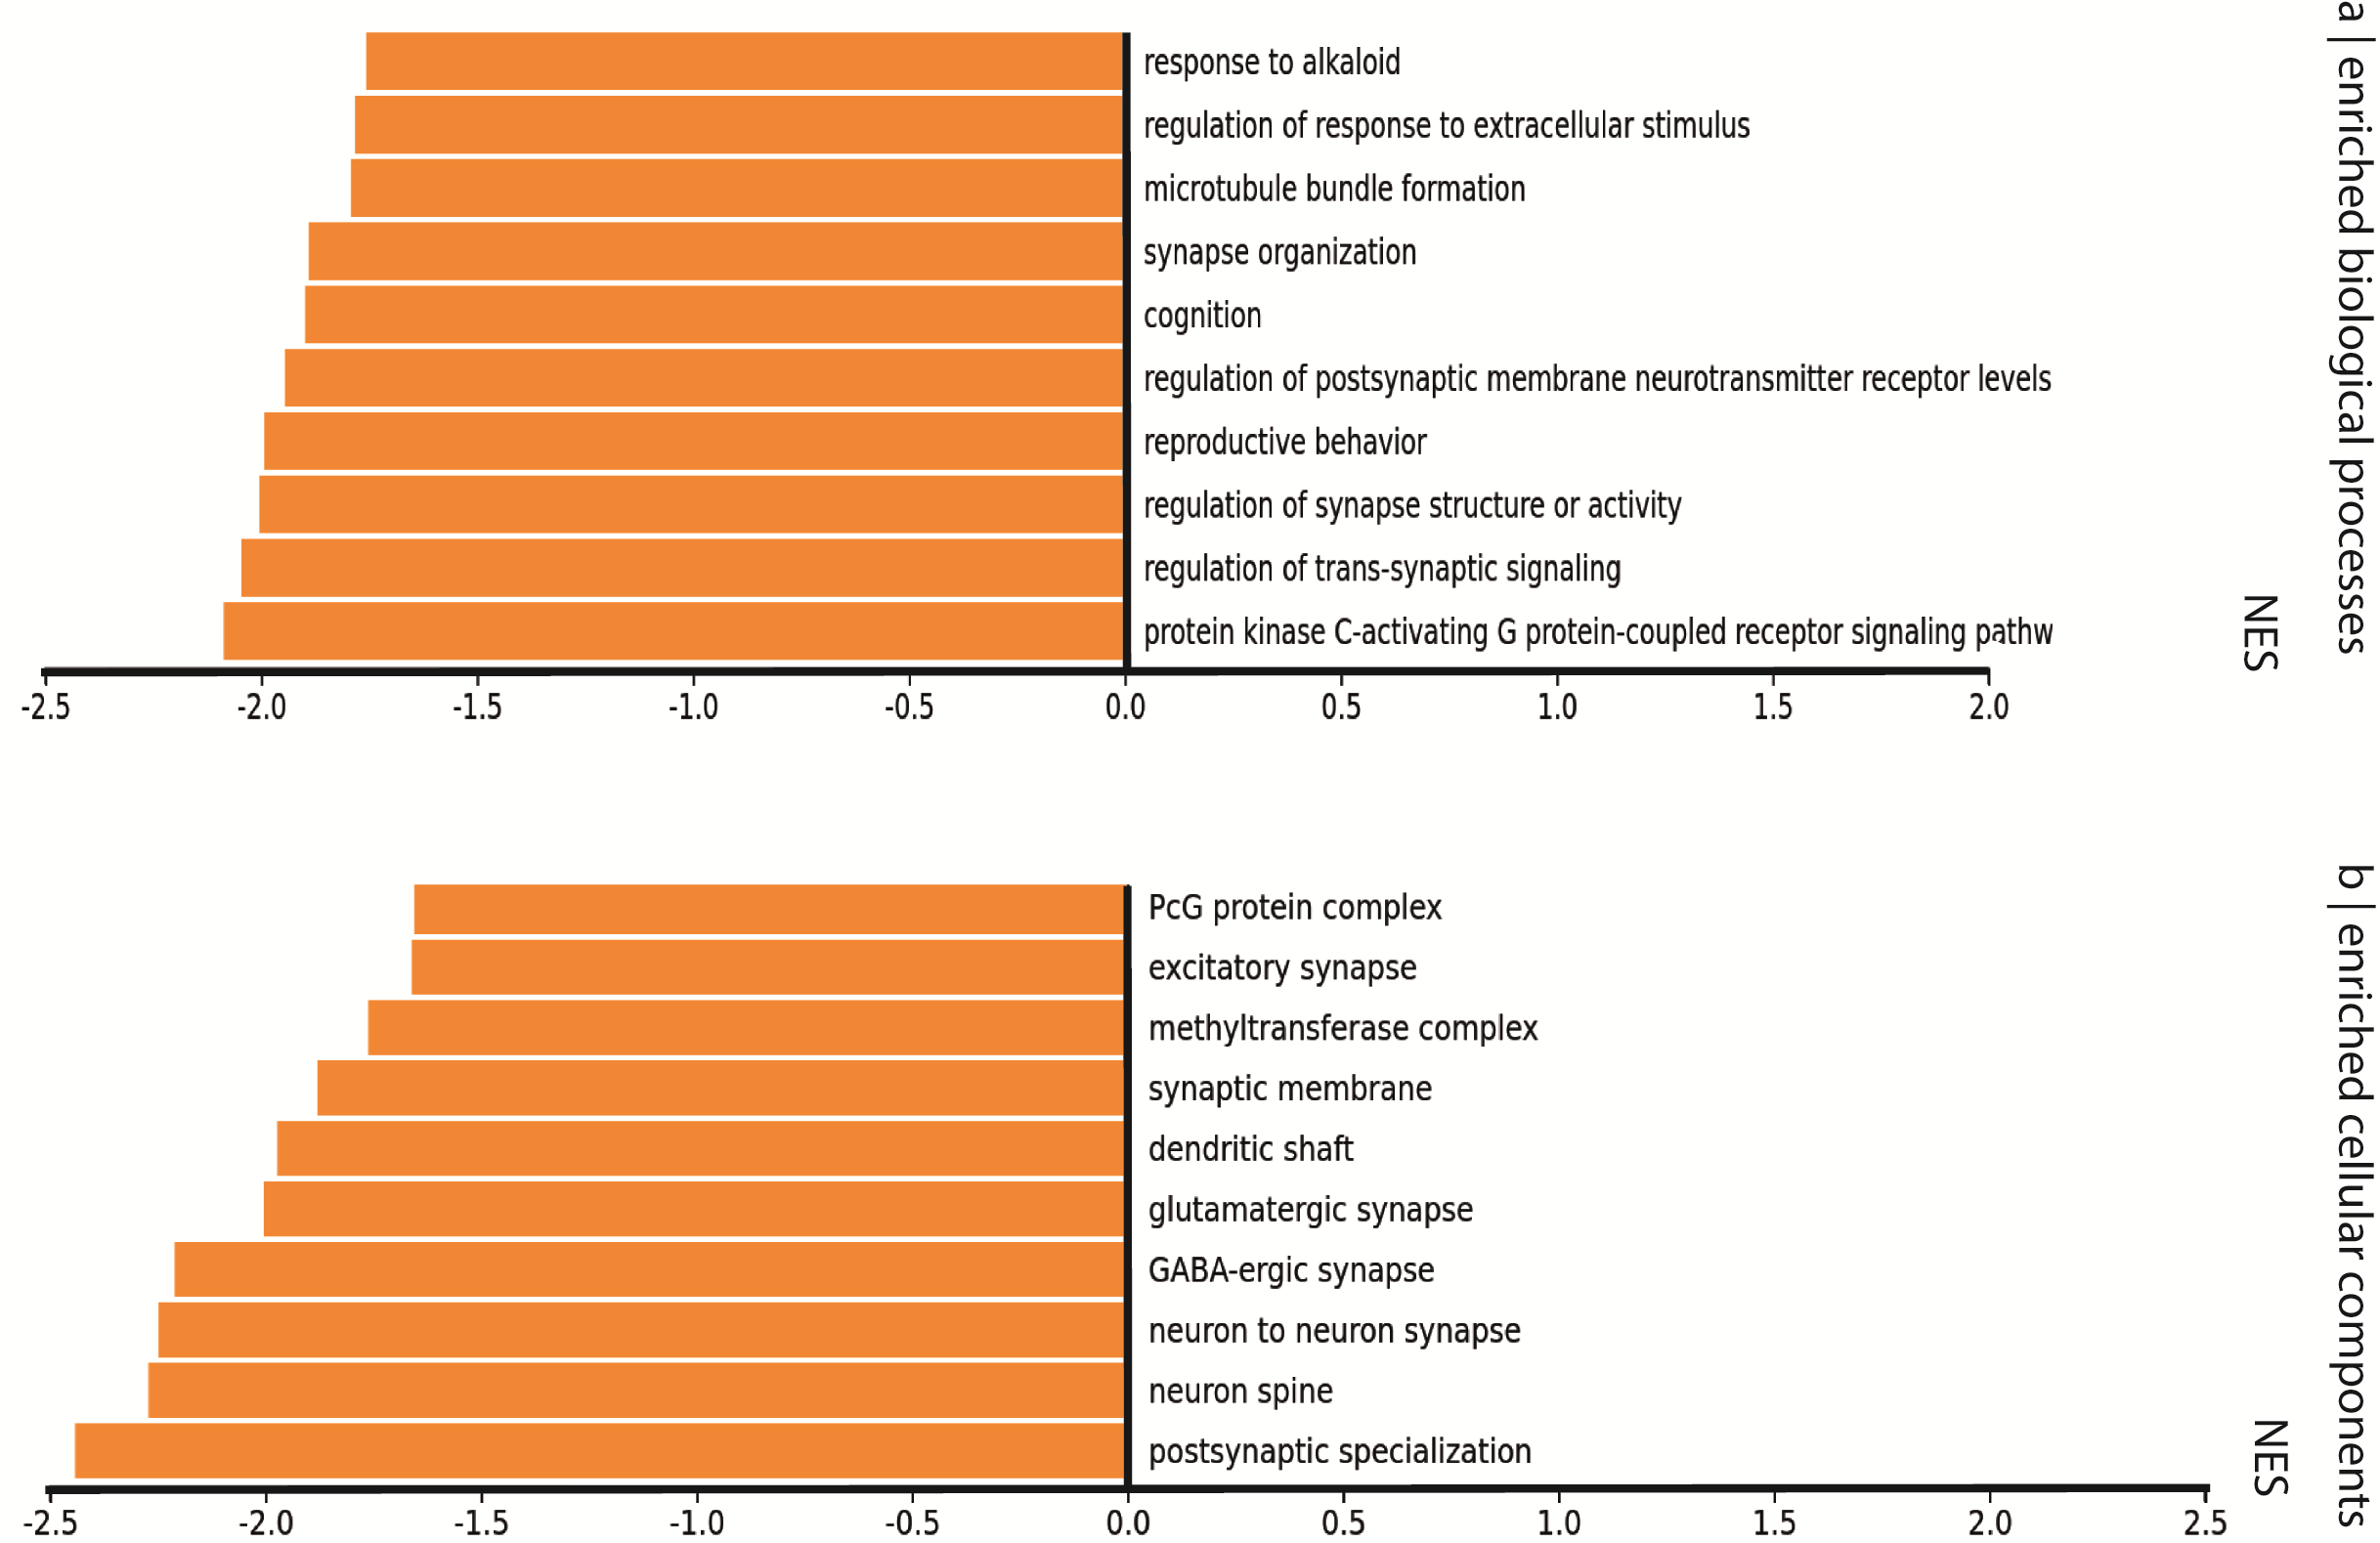 a | enriched biological processes
response to alkaloid
regulation of response to extracellular stimulus
microtubule bundle formation
synapse organization
cognition
regulation of postsynaptic membrane neurotransmitter receptor levels
reproductive behavior
regulation of synapse structure or activity
regulation of trans-synaptic signaling
protein kinase C-activating G protein-coupled receptor signaling pathw
-2.5 -2.0 -1.5 -1.0 -0.5 0.0 0.5 1.0 1.5 2.0
NES
b | enriched cellular components
PcG protein complex
excitatory synapse
methyltransferase complex
synaptic membrane
dendritic shaft
glutamatergic synapse
GABA-ergic synapse
neuron to neuron synapse
neuron spine
postsynaptic specialization
-2.5 -2.0 -1.5 -1.0 -0.5 0.0 0.5 1.0 1.5 2.0 2.5
NES